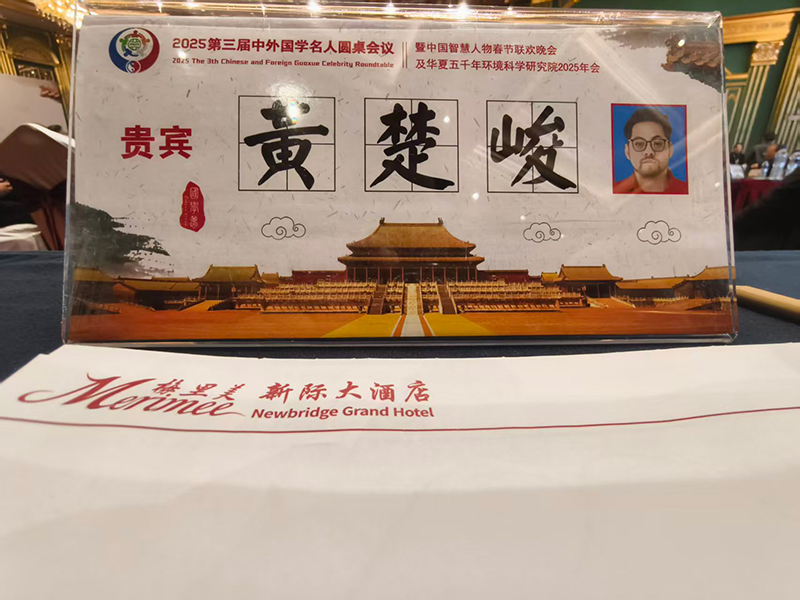 2025第三届中外国学名人圆桌会议
2025 The 3th Chinese and Foreign Guoxue Celebrity Roundtable
暨中国智慧人物春节联欢晚会
及华夏五千年环境科学研究院2025年会
贵宾
黃楚峻
Merimee
格里美 新际大酒店
Newbridge Grand Hotel